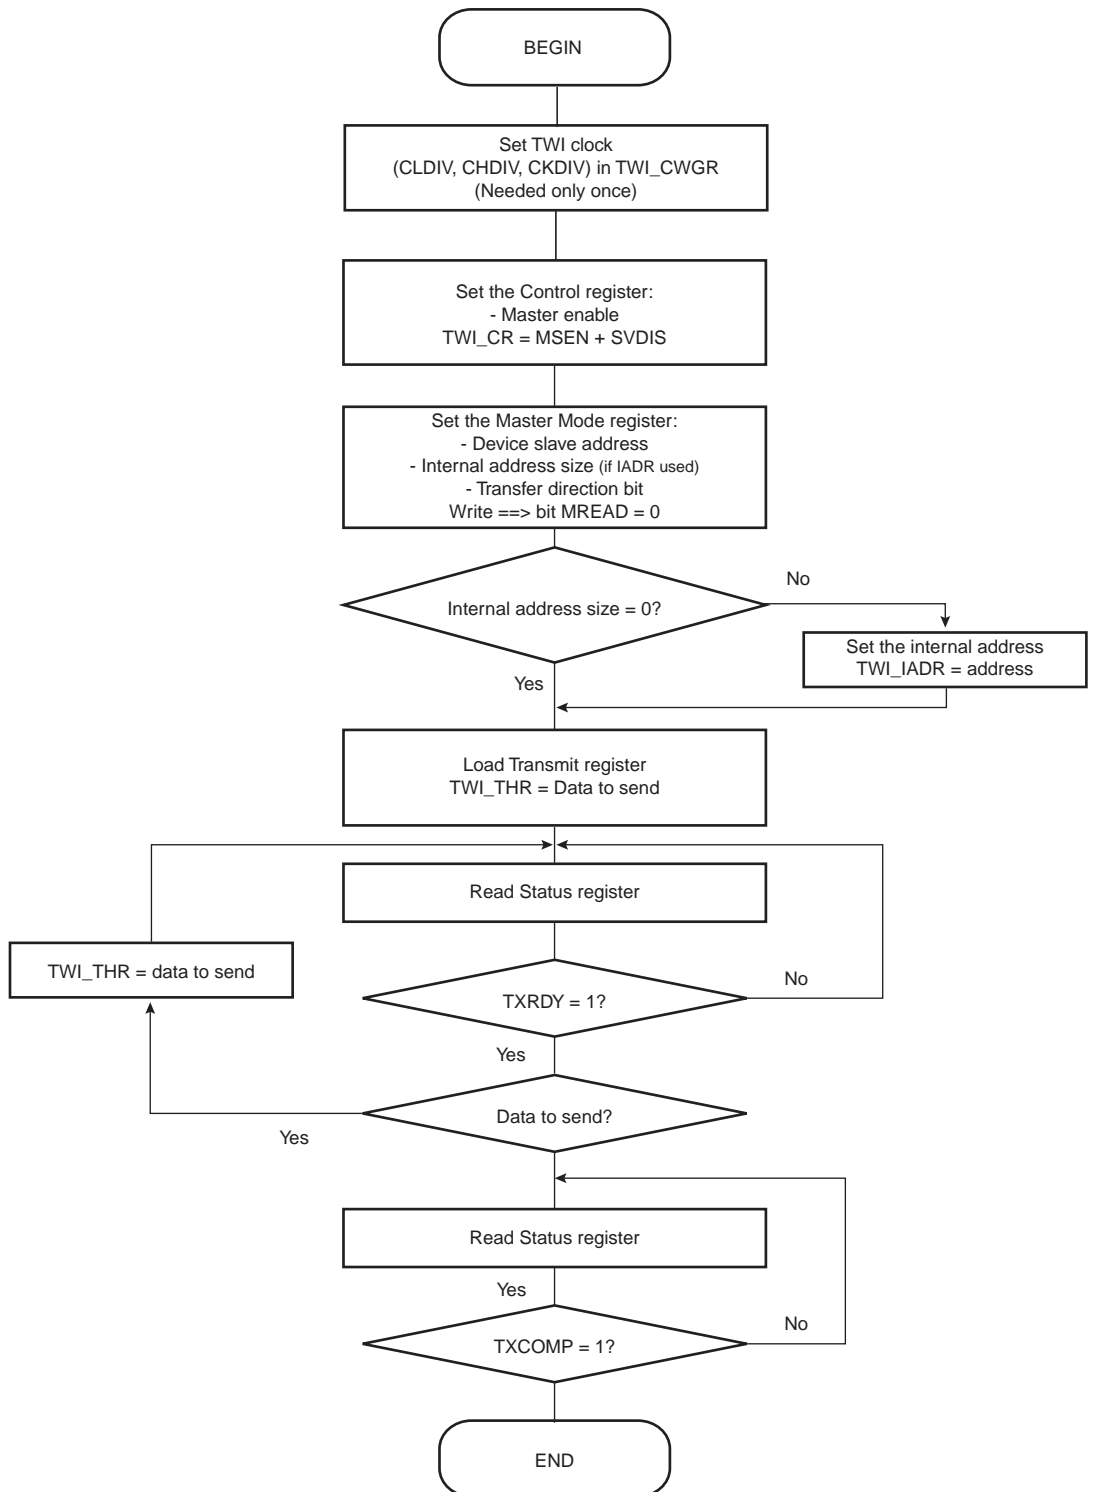 BEGIN
Set TWI clock
(CLDIV, CHDIV, CKDIV) in TWI_CWGR
(Needed only once)
Set the Control register:
- Master enable
TWI_CR = MSEN + SVDIS
Set the Master Mode register:
- Device slave address
- Internal address size (if IADR used)
- Transfer direction bit
Write ==> bit MREAD = 0
No
Internal address size = 0?
Set the internal address
TWI_IADR = address
Yes
Load Transmit register
TWI_THR = Data to send
Read Status register
TWI_THR = data to send
No
TXRDY = 1?
Yes
Data to send?
Yes
Read Status register
Yes
No
TXCOMP = 1?
END